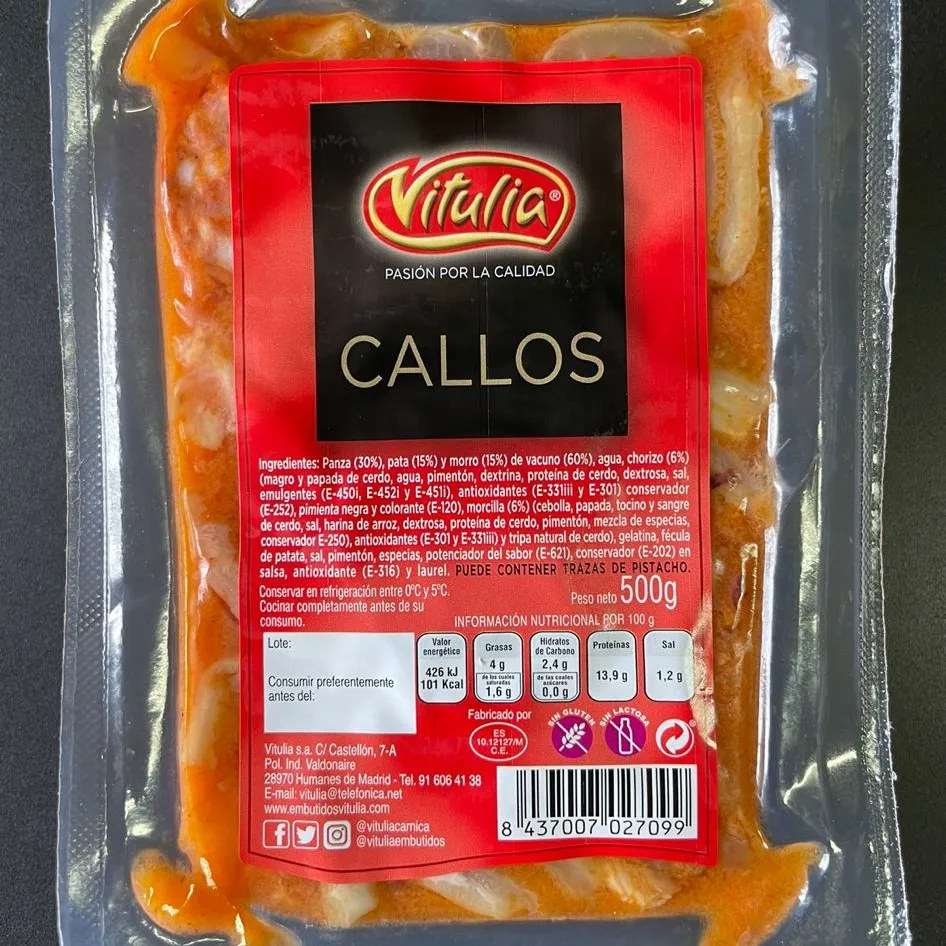 Vitulia®
PASIÓN POR LA CALIDAD
CALLOS
Ingredientes: Panza (30%), pata (15%) y morro (15%) de vacuno (60%), agua, chorizo (6%)
(magro y papada de cerdo, agua, pimentón, dextrina, proteína de cerdo, dextrosa, sal,
emulgentes (E-450i, E-452i y E-451i), antioxidantes (E-331iii y E-301) conservador
(E-252), pimienta negra y colorante (E-120), morcilla (6%) (cebolla, papada, tocino y sangre
de cerdo, sal, harina de arroz, dextrosa, proteína de cerdo, pimentón, mezcla de especias,
conservador E-250), antioxidantes (E-301 y E-331iii) y tripa natural de cerdo), gelatina, fécula
de patata, sal, pimentón, especias, potenciador del sabor (E-621), conservador (E-202) en
salsa, antioxidante (E-316) y laurel. PUEDE CONTENER TRAZAS DE PISTACHO.
Conservar en refrigeración entre 0ºC y 5ºC.
Cocinar completamente antes de su
consumo.
Peso neto 500g
INFORMACIÓN NUTRICIONAL POR 100 g
Lote:
Consumir preferentemente
antes del:
Valor
energético
426 kJ
101 Kcal
Grasas
4 g
de los cuales
saturadas
1,6 g
Hidratos
de Carbono
2,4 g
de los cuales
azúcares
0,0 g
Proteínas
13,9 g
Sal
1,2 g
Fabricado por
ES
10.12127/M
C.E.
SIN GLUTEN
SIN LACTOSA
Vitulia s.a. C/ Castellón, 7-A
Pol. Ind. Valdonaire
28970 Humanes de Madrid - Tel. 91 606 41 38
E-mail: vitulia@telefonica.net
www.embutidosvitulia.com
@vituliacarnica
@vituliaembutidos
8 437007 027099